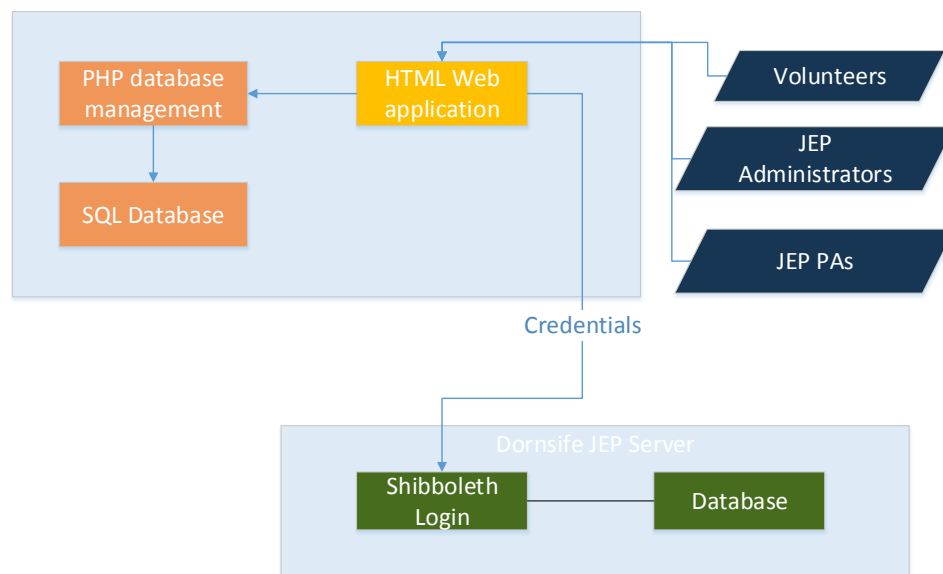 PHP database
management
HTML Web
application
SQL Database
Volunteers
JEP
Administrators
JEP PAs
Credentials
Dornsife JEP Server
Shibboleth
Login
Database